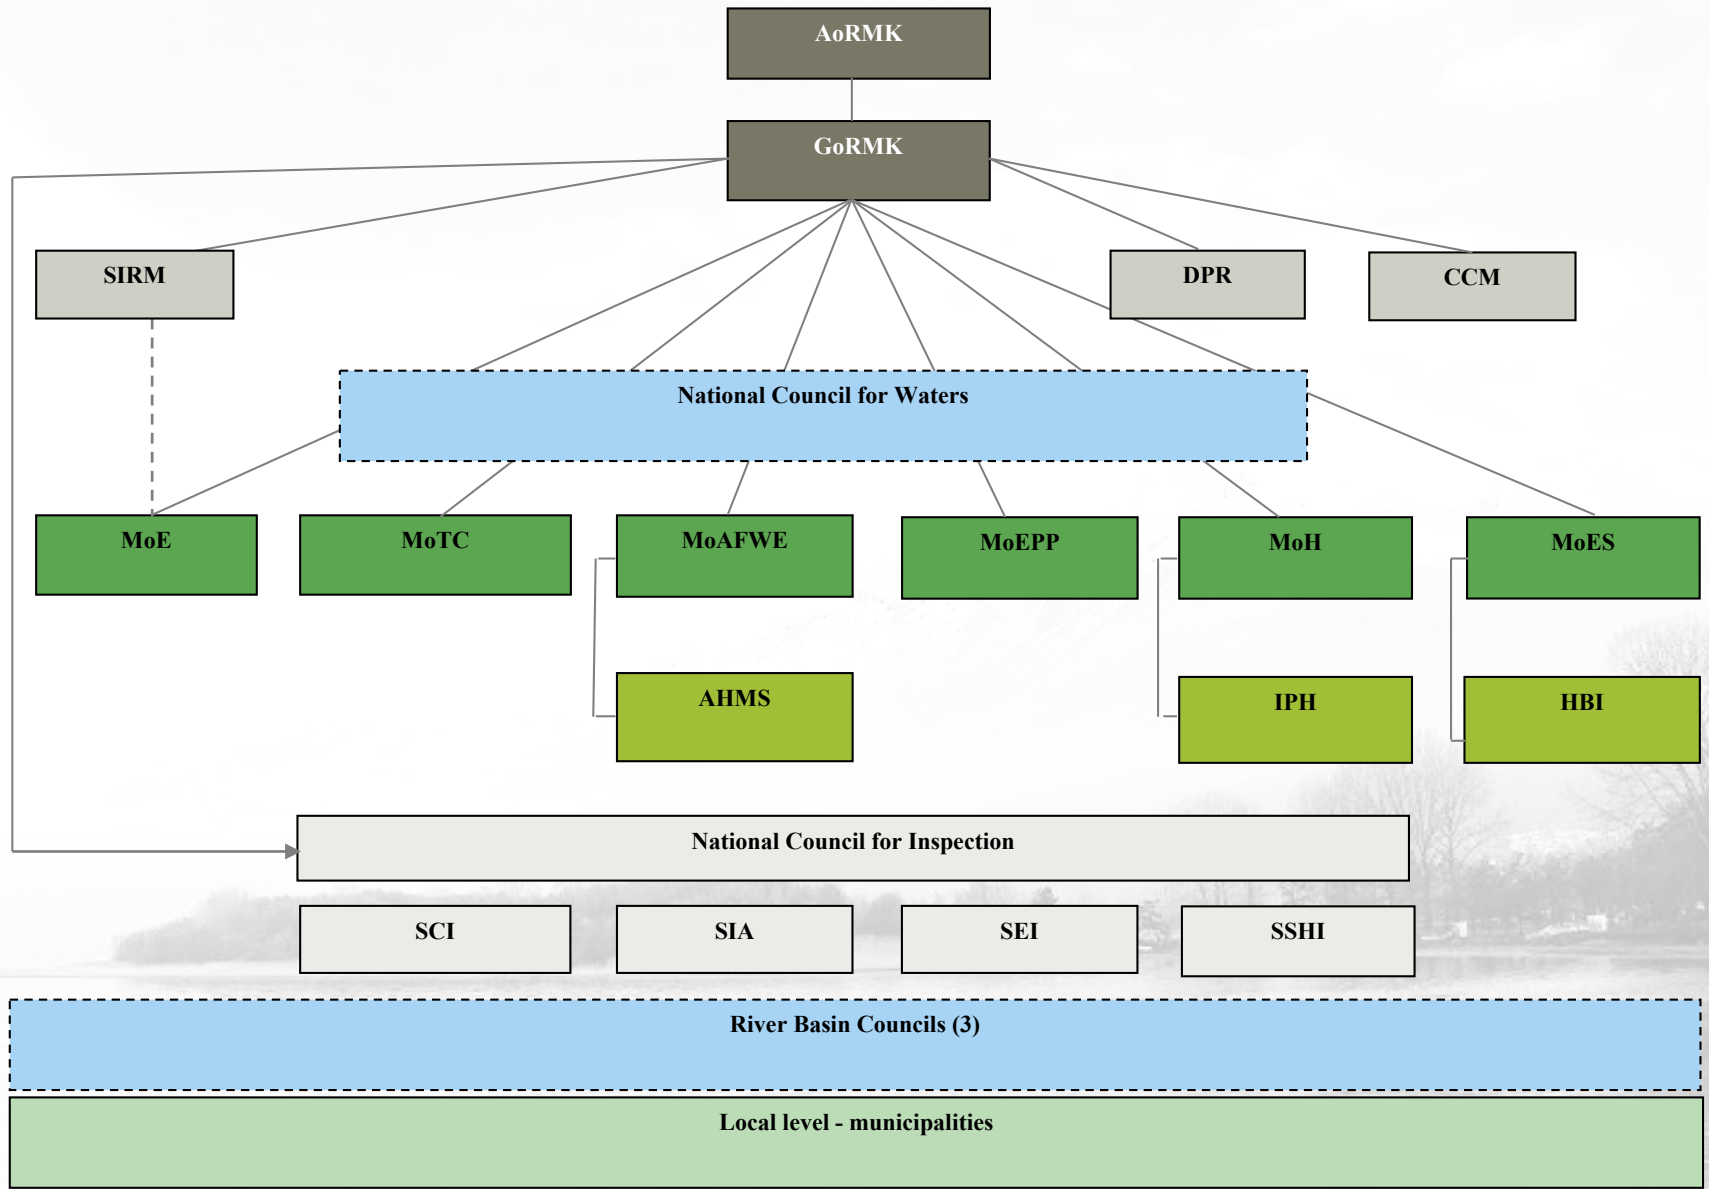 AoRMK
GoRMK
SIRM
DPR
CCM
National Council for Waters
MoE
MoTC
MoAFWE
MoEPP
MoH
MoES
AHMS
IPH
HBI
National Council for Inspection
SCI
SIA
SEI
SSHI
River Basin Councils (3)
Local level - municipalities